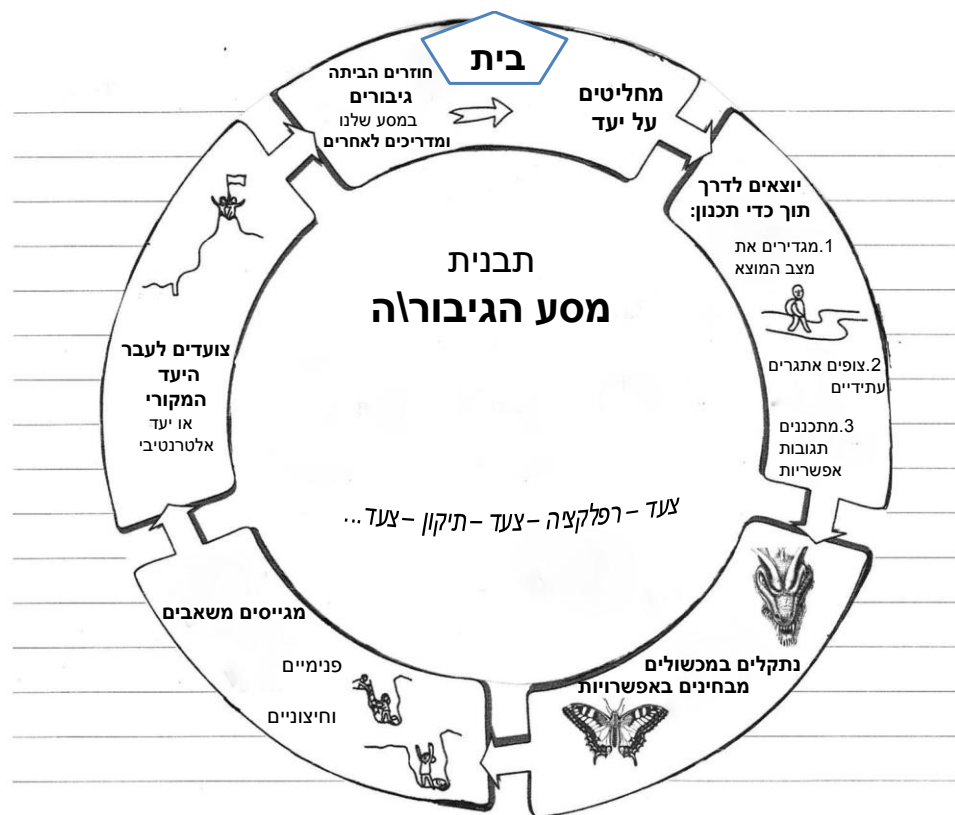 בית
מחליטים
על יעד
יוצאים לדרך
תוך כדי תכנון:
1.מגדירים את
מצב המוצא
2.צופים אתגרים
עתידיים
3.מתכננים
תגובות
אפשריות
נתקלים במכשולים
מבחינים באפשרויות
מגייסים משאבים
פנימיים
וחיצוניים
צועדים לעבר
היעד
המקורי
או יעד
אלטרנטיבי
חוזרים הביתה
גיבורים
במסע שלנו
ומדריכים לאחרים
תבנית
מסע הגיבור\ה
צעד – רפלקציה – צעד – תיקון – צעד...